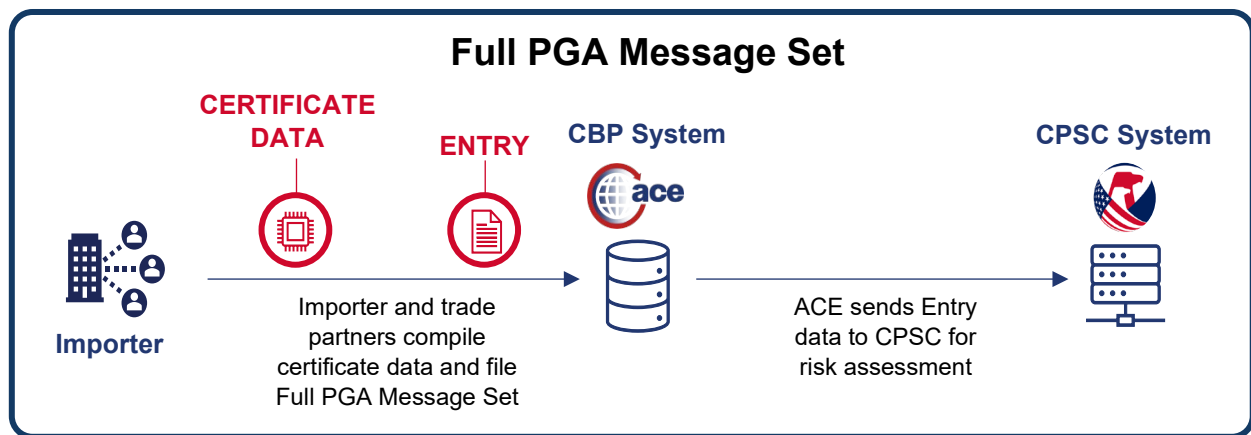 Full PGA Message Set
CERTIFICATE
DATA
ENTRY
CBP System
CPSC System
ace
Importer
Importer and trade
partners compile
certificate data and file
Full PGA Message Set
ACE sends Entry
data to CPSC for
risk assessment